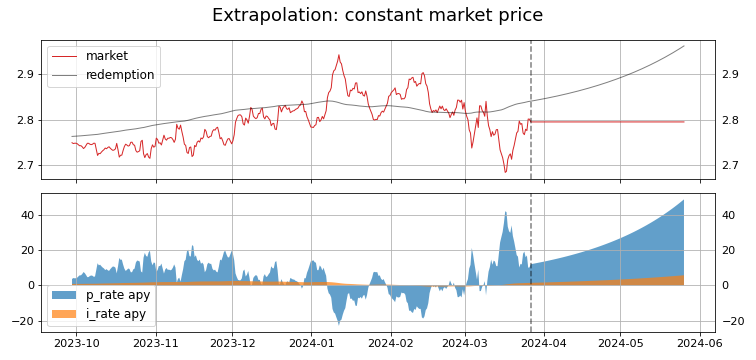 Extrapolation: constant market price
market
redemption
2.9
2.8
2.7
2.9
2.8
2.7
40
20
0
−20
40
20
0
−20
p_rate apy
i_rate apy
2023-10 2023-11 2023-12 2024-01 2024-02 2024-03 2024-04 2024-05 2024-06